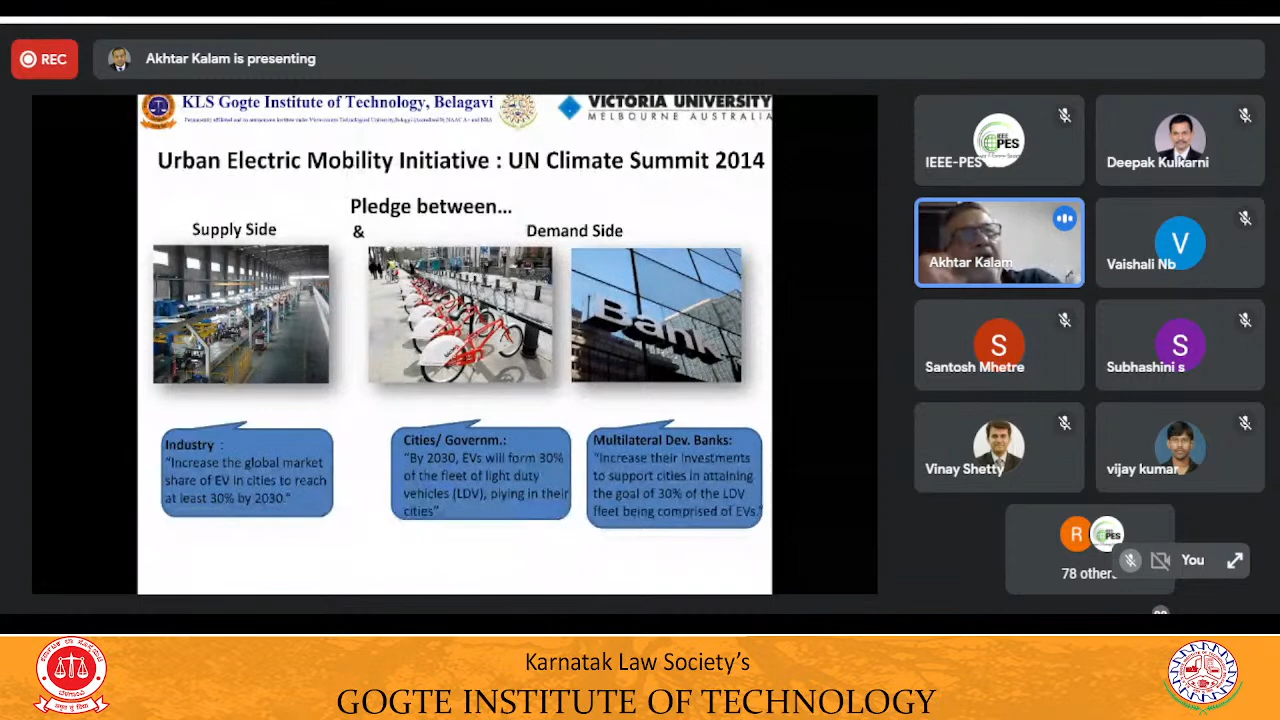 REC
Akhtar Kalam is presenting
KLS Gogte Institute of Technology, Belagavi
VICTORIA UNIVERSITY
MELBOURNE AUSTRALIA
Urban Electric Mobility Initiative : UN Climate Summit 2014
Pledge between...
Supply Side
&
Demand Side
Bank
Industry :
“Increase the global market
share of EV in cities to reach
at least 30% by 2030.”
Cities/ Governm.:
“By 2030, EVs will form 30%
of the fleet of light duty
vehicles (LDV), plying in their
cities”
Multilateral Dev. Banks:
“Increase their investments
to support cities in attaining
the goal of 30% of the LDV
fleet being comprised of EVs.”
IEEE
PES
IEEE-PES
Deepak Kulkarni
Akhtar Kalam
V
Vaishali Nb
S
Santosh Mhetre
S
Subhashini s
Vinay Shetty
vijay kumar
R
PES
78 others
You
Karnatak Law Society’s
GOGTE INSTITUTE OF TECHNOLOGY